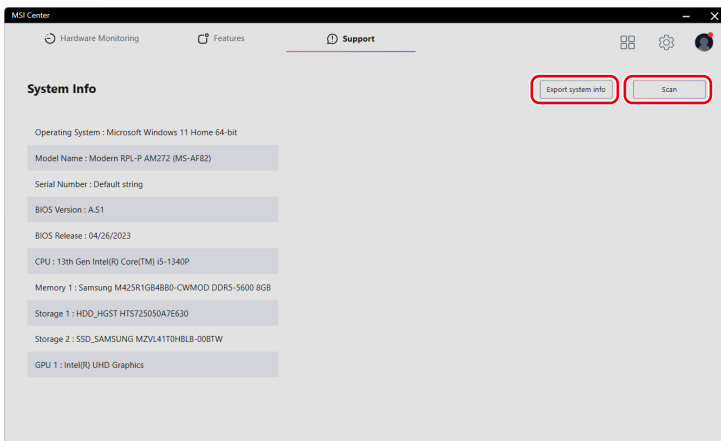 MSI Center
Hardware Monitoring
Features
Support
System Info
Export system info
Scan
Operating System : Microsoft Windows 11 Home 64-bit
Model Name : Modern RPL-P AM272 (MS-AF82)
Serial Number : Default string
BIOS Version : A.S1
BIOS Release : 04/26/2023
CPU : 13th Gen Intel(R) Core(TM) i5-1340P
Memory 1 : Samsung M425R1GB4BB0-CWMOD DDR5-5600 8GB
Storage 1 : HDD_HGST HTS725050A7E630
Storage 2 : SSD_SAMSUNG MZVL41T0HBLB-00BTW
GPU 1 : Intel(R) UHD Graphics